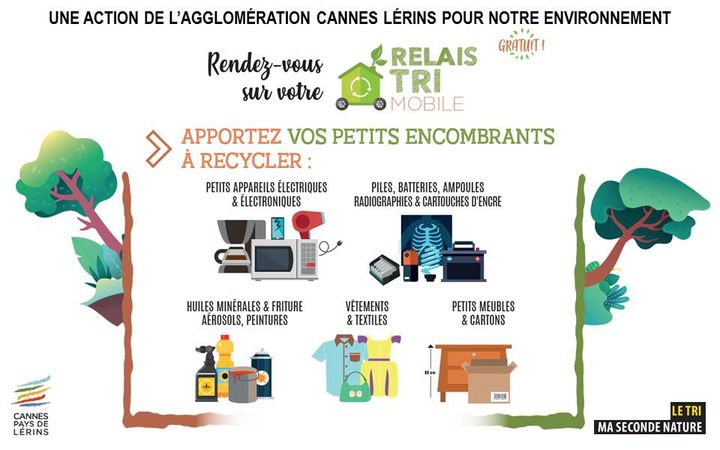 UNE ACTION DE L'AGGLOMÉRATION CANNES LÉRINS POUR NOTRE ENVIRONNEMENT
Rendez-vous
sur votre
RELAIS
TRI
MOBILE
GRATUIT !
APPORTEZ VOS PETITS ENCOMBRANTS
À RECYCLER :
PETITS APPAREILS ÉLECTRIQUES
& ÉLECTRONIQUES
PILES, BATTERIES, AMPOULES
RADIOGRAPHIES & CARTOUCHES D'ENCRE
HUILES MINÉRALES & FRITURE
AÉROSOLS, PEINTURES
VÊTEMENTS
& TEXTILES
PETITS MEUBLES
& CARTONS
80 cm
CANNES
PAYS DE
LÉRINS
LE TRI
MA SECONDE NATURE